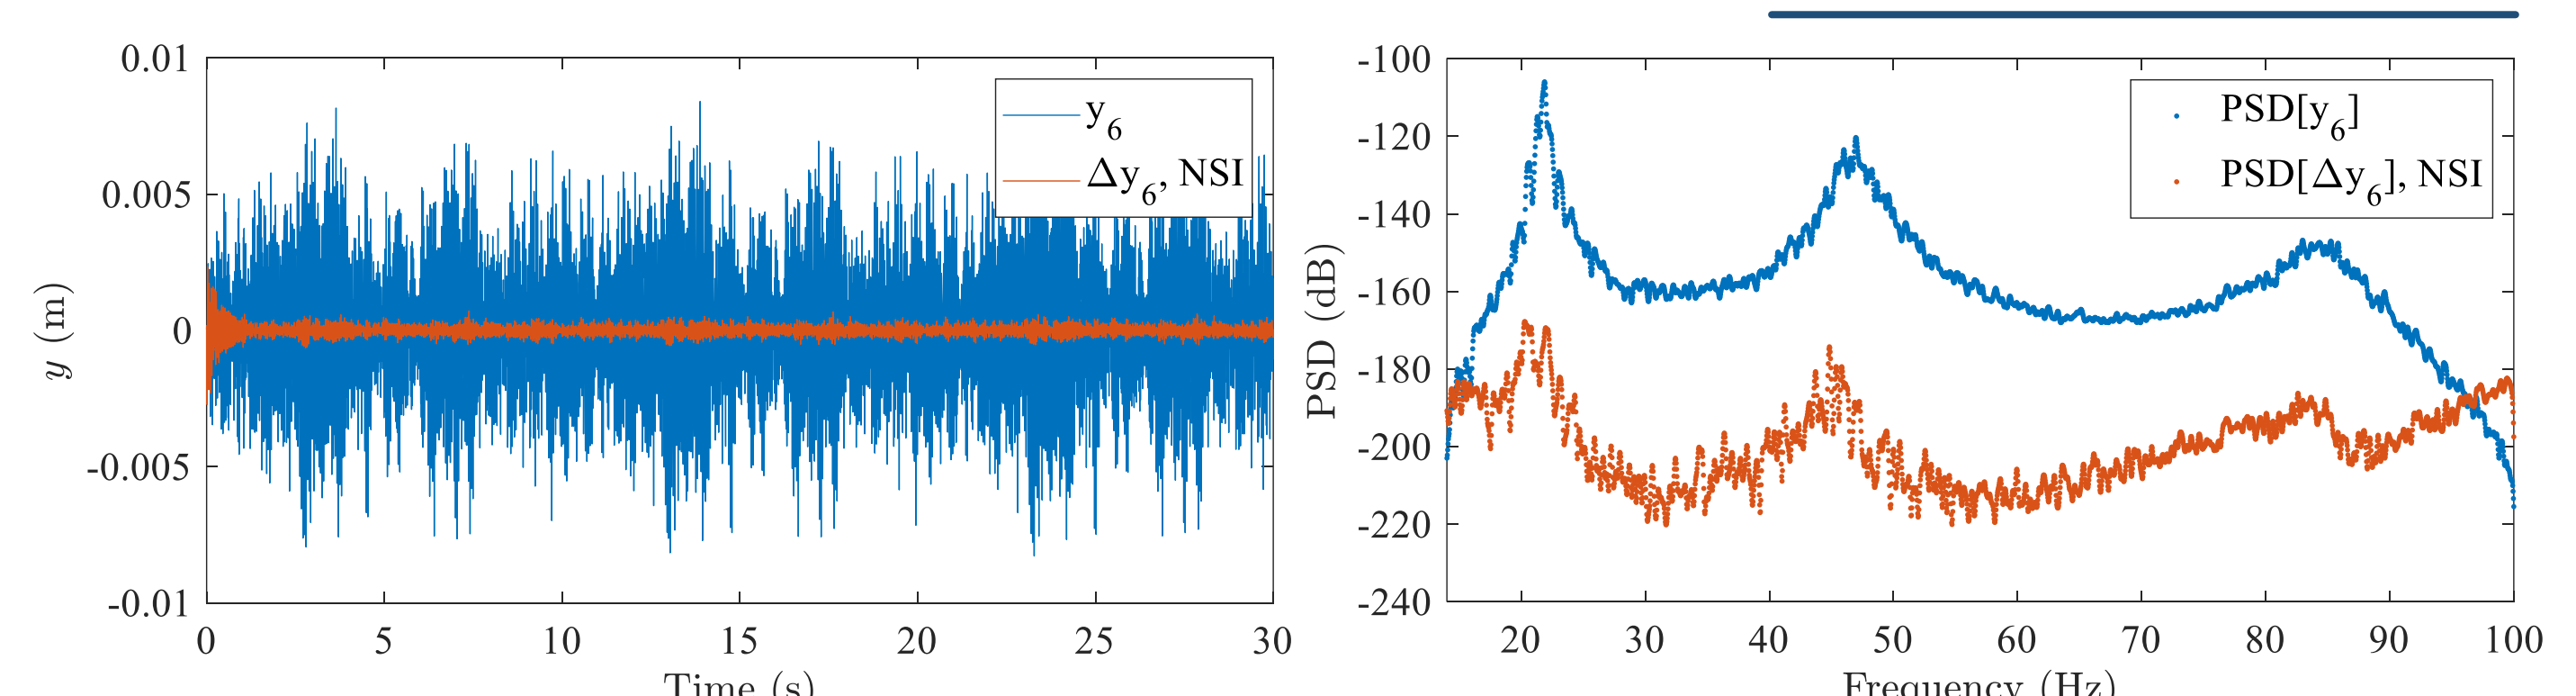 0.01
0.005
0
-0.005
-0.01
y (m)
0 5 10 15 20 25 30
Time (s)
y6
Δy6, NSI
-100
-120
-140
-160
-180
-200
-220
-240
PSD (dB)
20 30 40 50 60 70 80 90 100
Frequency (Hz)
PSD[y6]
PSD[Δy6], NSI